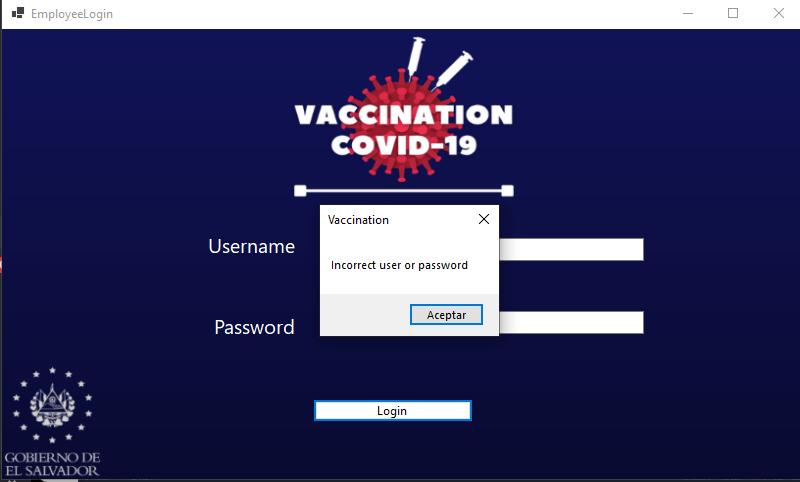 EmployeeLogin
VACCINATION
COVID-19
Vaccination
Username
Incorrect user or password
Aceptar
Password
Login
GOBIERNO DE
EL SALVADOR